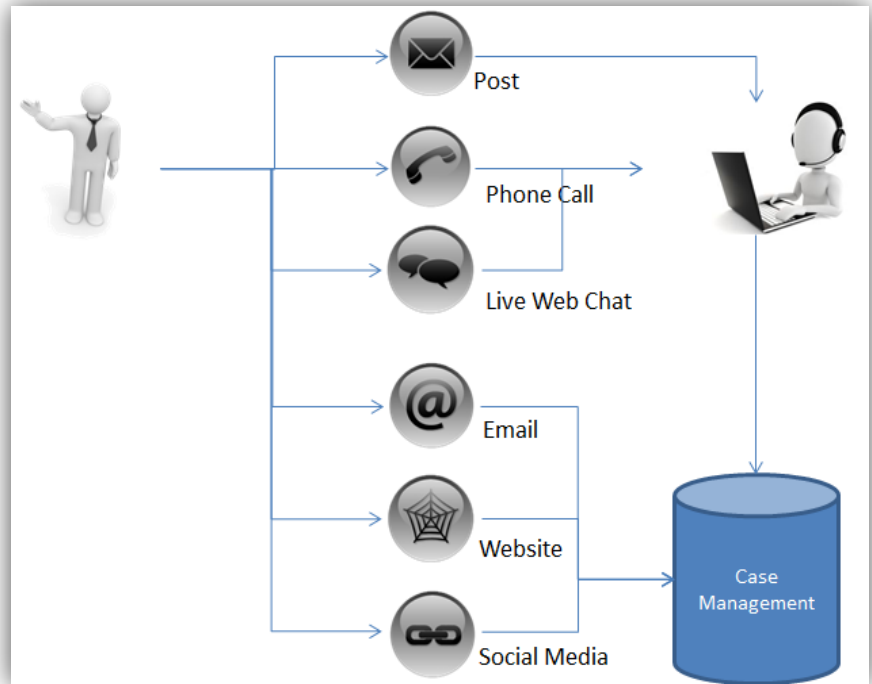 Post
Phone Call
Live Web Chat
@
Email
Website
Social Media
Case
Management